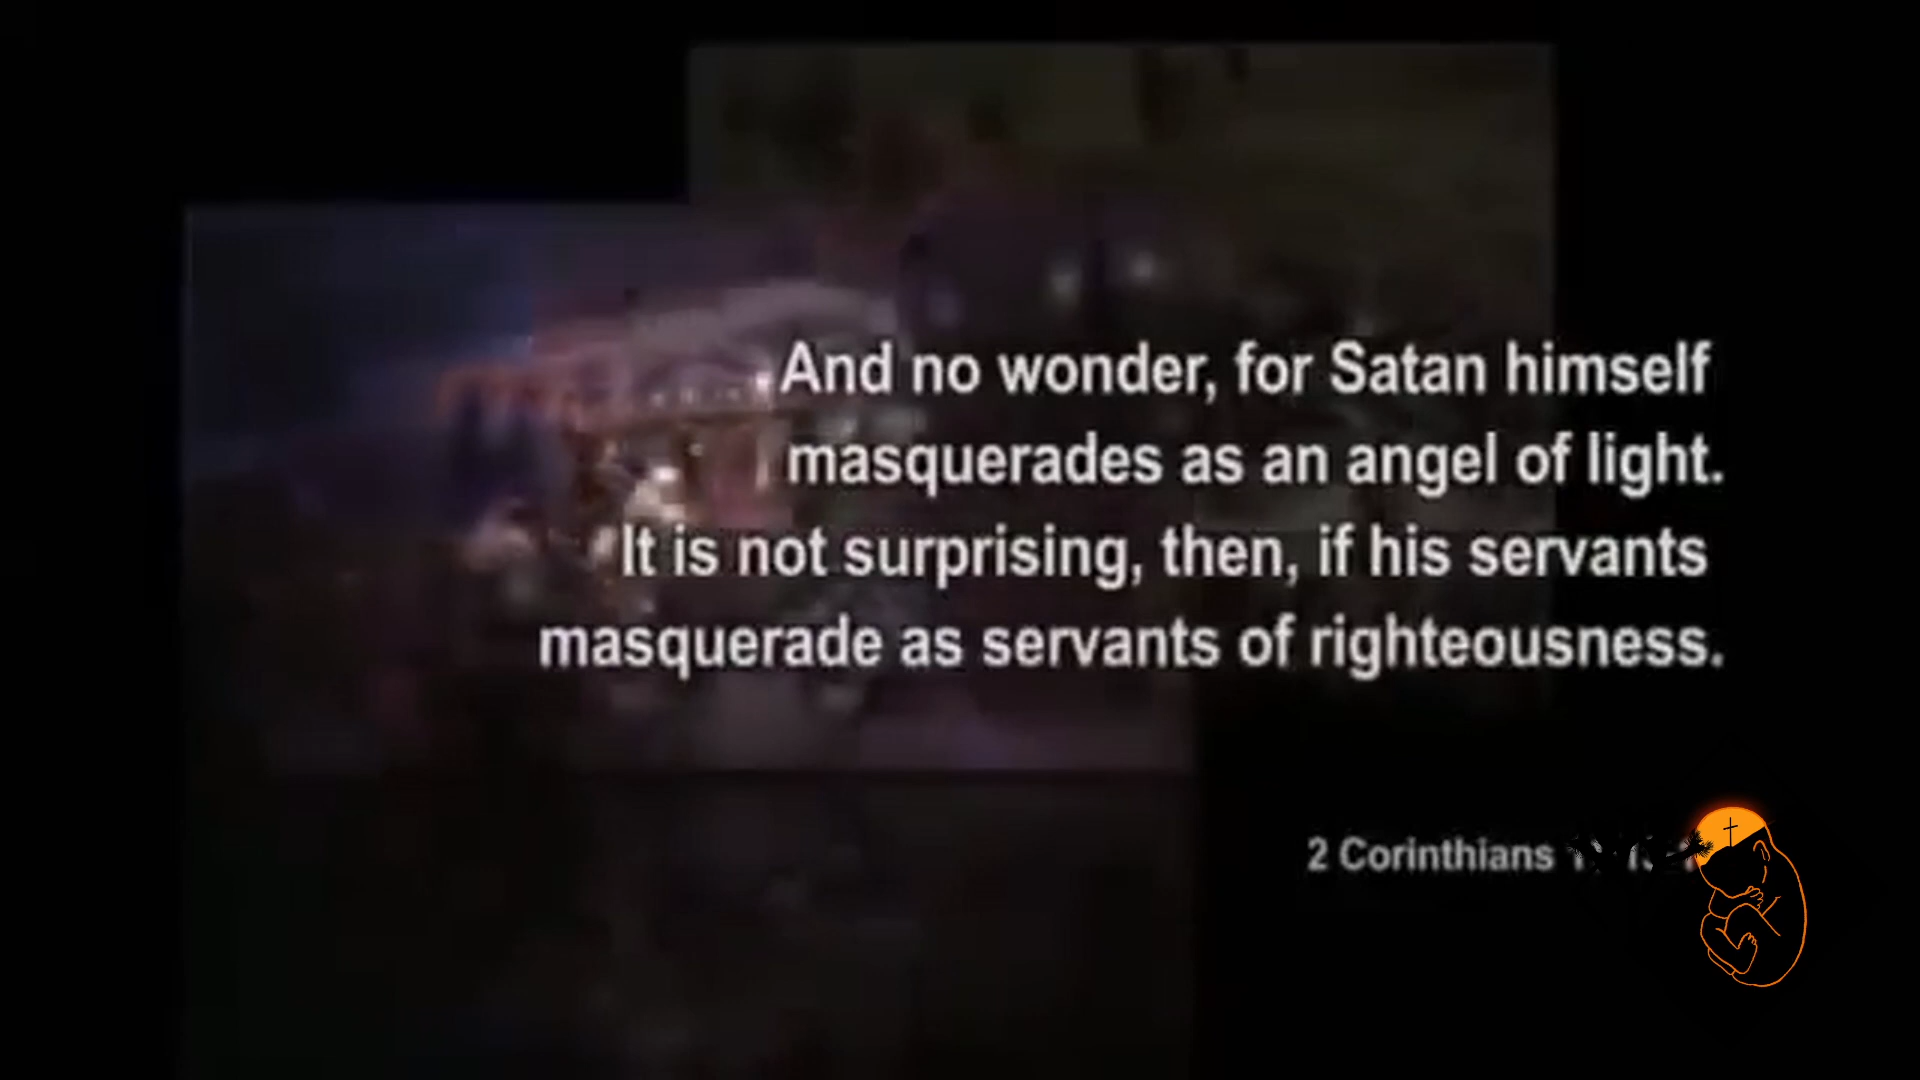 And no wonder, for Satan himself
masquerades as an angel of light.
It is not surprising, then, if his servants
masquerade as servants of righteousness.
2 Corinthians